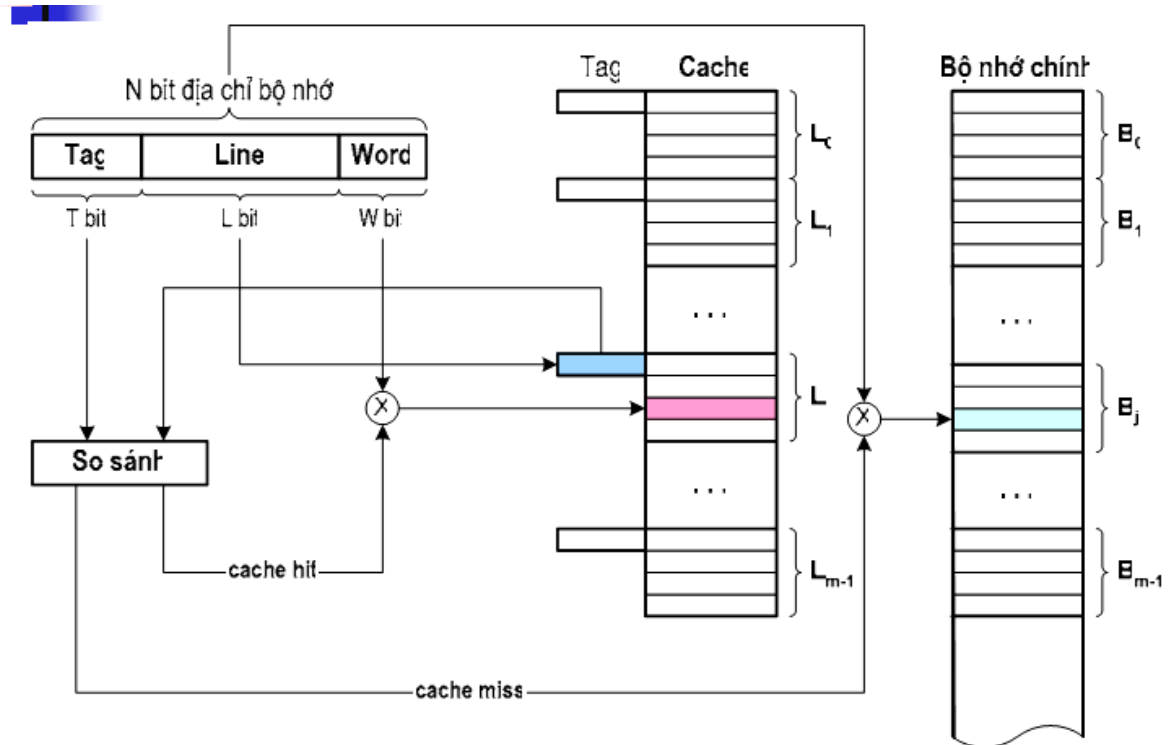 Tag Cache Bộ nhớ chính
N bit địa chỉ bộ nhớ
Tag Line Word
T bit L bit W bit
L0 B0
L1 B1
... ...
L Bj
So sánh
... ...
cache hit
Lm-1 Bm-1
cache miss